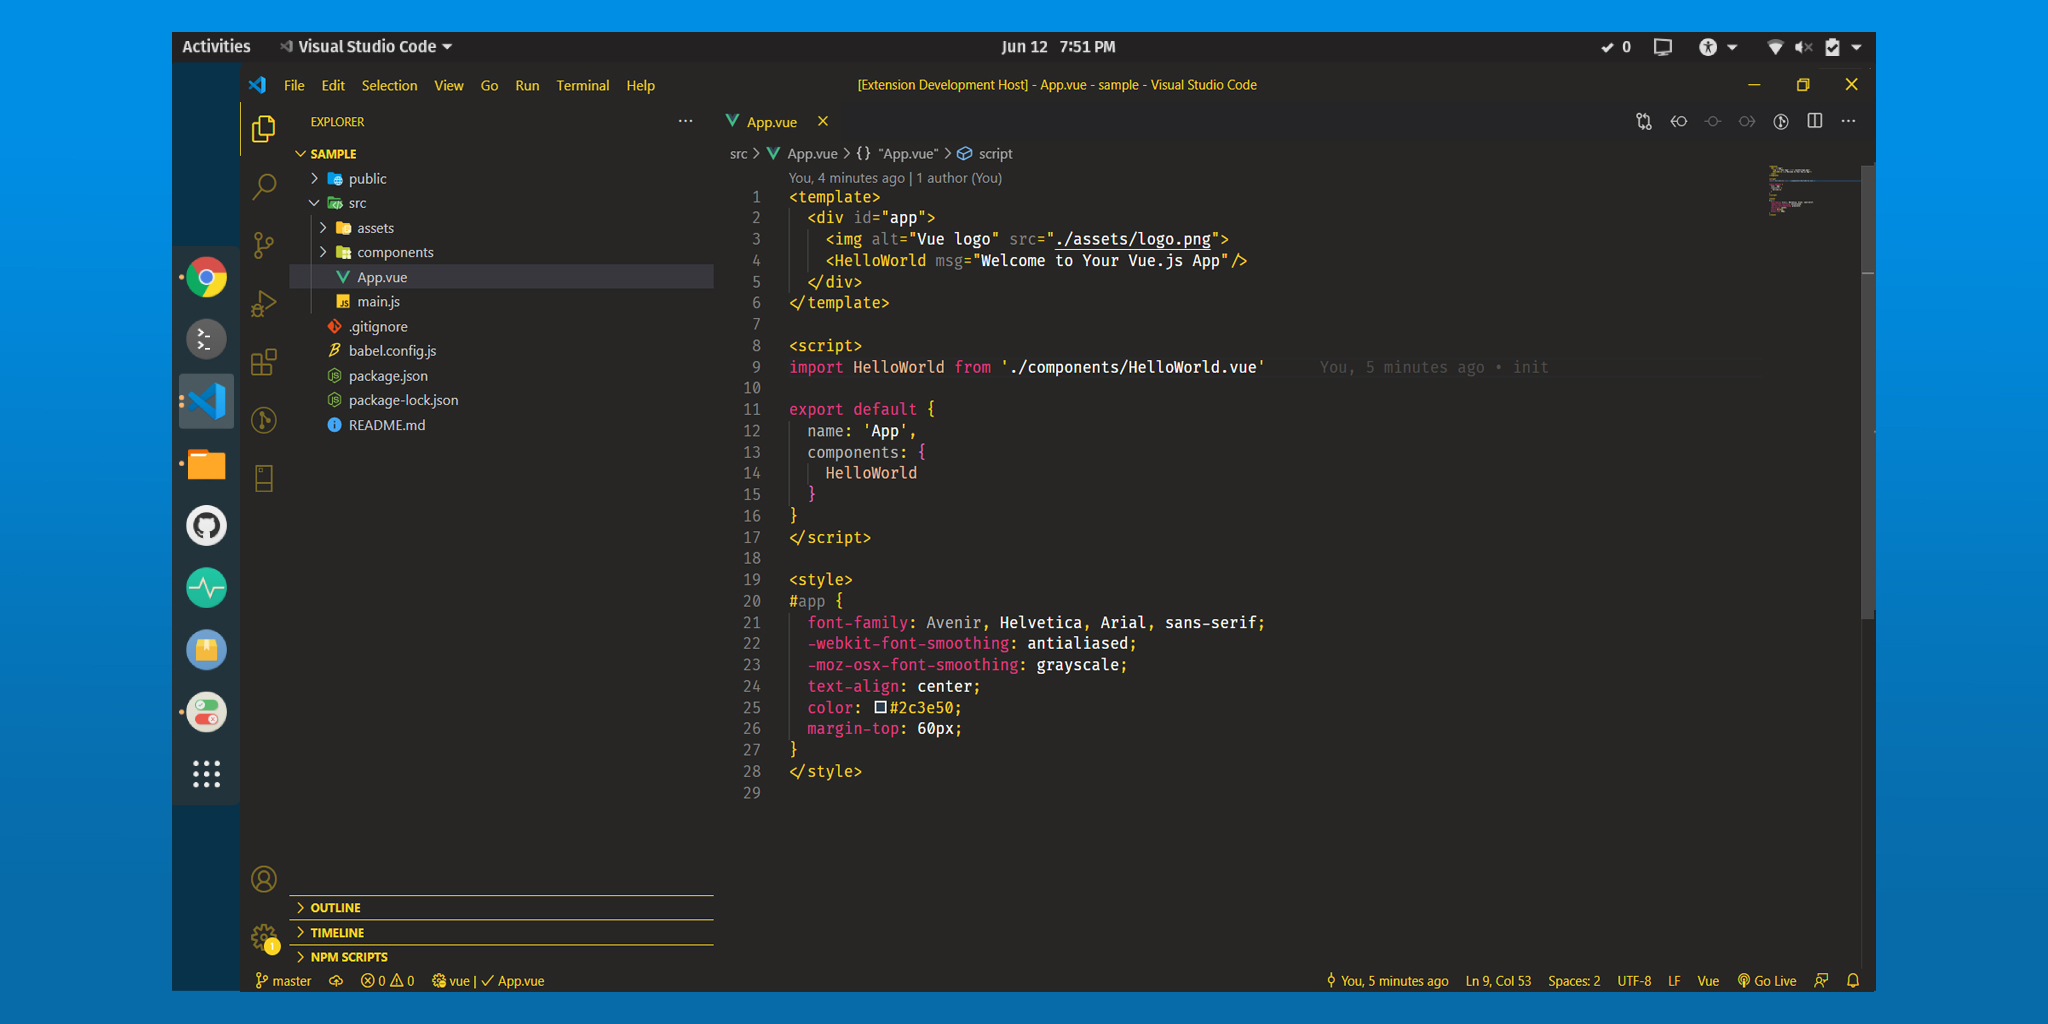 Activities Visual Studio Code Jun 12 7:51 PM 0
File Edit Selection View Go Run Terminal Help [Extension Development Host] - App.vue - sample - Visual Studio Code
EXPLORER
SAMPLE
public
src
assets
components
App.vue
main.js
.gitignore
babel.config.js
package.json
package-lock.json
README.md
OUTLINE
TIMELINE
NPM SCRIPTS
1
App.vue
src > App.vue > {} "App.vue" > script
You, 4 minutes ago | 1 author (You)
1 <template>
2 <div id="app">
3 <img alt="Vue logo" src="./assets/logo.png">
4 <HelloWorld msg="Welcome to Your Vue.js App"/>
5 </div>
6 </template>
7
8 <script>
9 import HelloWorld from './components/HelloWorld.vue' You, 5 minutes ago • init
10
11 export default {
12 name: 'App',
13 components: {
14 HelloWorld
15 }
16 }
17 </script>
18
19 <style>
20 #app {
21 font-family: Avenir, Helvetica, Arial, sans-serif;
22 -webkit-font-smoothing: antialiased;
23 -moz-osx-font-smoothing: grayscale;
24 text-align: center;
25 color: #2c3e50;
26 margin-top: 60px;
27 }
28 </style>
29
master 0 0 vue | App.vue You, 5 minutes ago Ln 9, Col 53 Spaces: 2 UTF-8 LF Vue Go Live